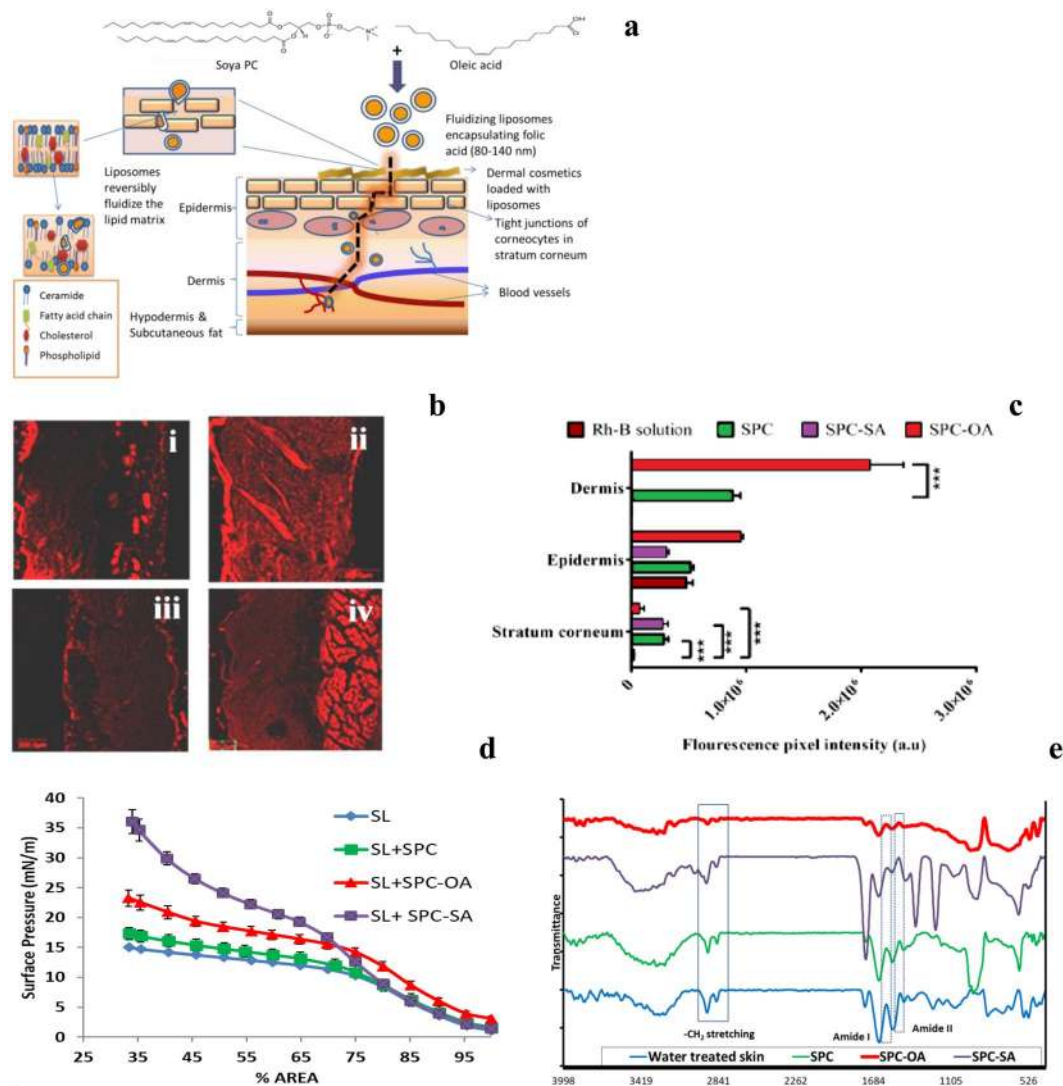 a
OH
Soya PC
+
Oleic acid
Fluidizing liposomes
encapsulating folic
acid (80-140 nm)
Liposomes
reversibly
fluidize the
lipid matrix
Epidermis
Dermal cosmetics
loaded with
liposomes
Tight junctions of
corneocytes in
stratum corneum
Dermis
Blood vessels
Hypodermis &
Subcutaneous fat
Ceramide
Fatty acid chain
Cholesterol
Phospholipid
b
i
ii
iii
iv
c
Rh-B solution SPC SPC-SA SPC-OA
Dermis
Epidermis
Stratum corneum
***
***
***
***
0 1.0×10⁶ 2.0×10⁶ 3.0×10⁶
Flourescence pixel intensity (a.u)
d
Surface Pressure (mN/m)
40
35
30
25
20
15
10
5
0
SL
SL+SPC
SL+SPC-OA
SL+ SPC-SA
25 35 45 55 65 75 85 95
% AREA
e
Transmittance
-CH₂ stretching
Amide I
Amide II
Water treated skin SPC SPC-OA SPC-SA
3998 3419 2841 2262 1684 1105 526